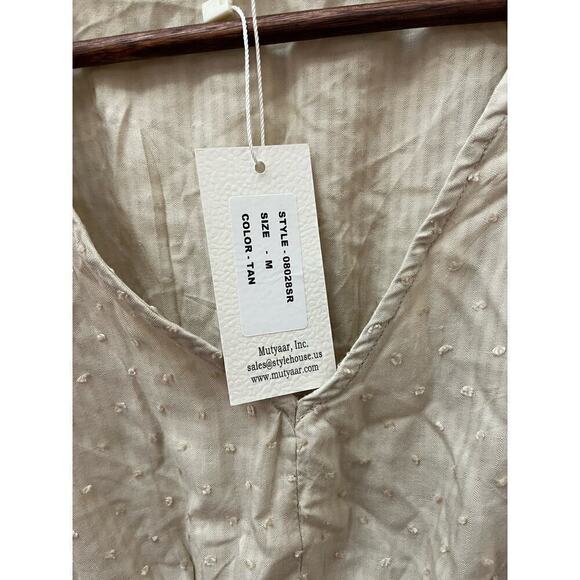 STYLE - 08028SR
SIZE - M
COLOR - TAN
Mutyaar, Inc.
sales@stylehouse.us
www.mutyaar.com